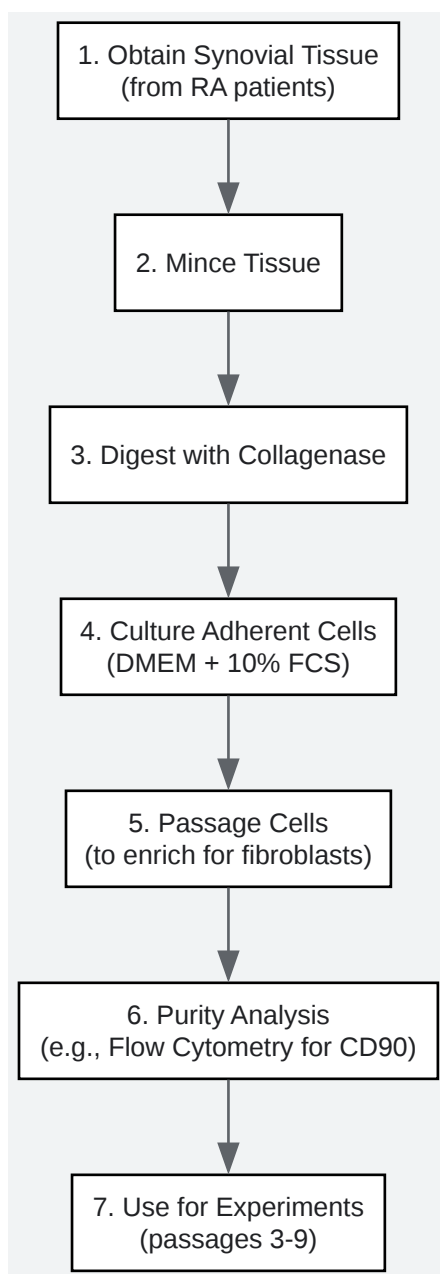 1. Obtain Synovial Tissue
(from RA patients)
2. Mince Tissue
3. Digest with Collagenase
4. Culture Adherent Cells
(DMEM + 10% FCS)
5. Passage Cells
(to enrich for fibroblasts)
6. Purity Analysis
(e.g., Flow Cytometry for CD90)
7. Use for Experiments
(passages 3-9)